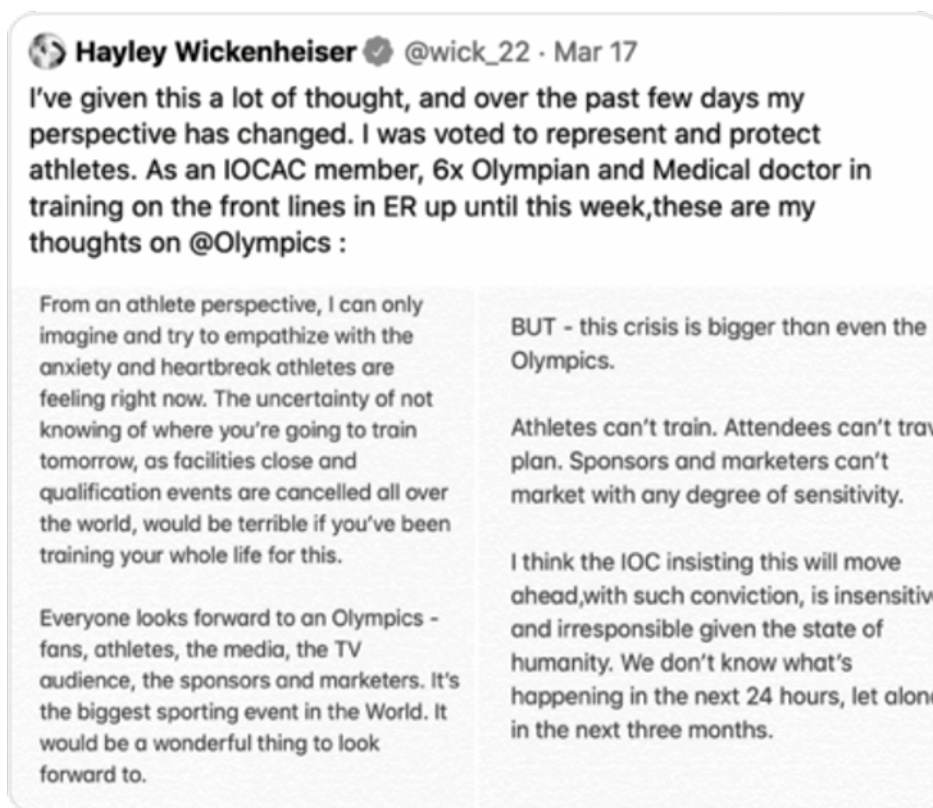 Hayley Wickenheiser @wick_22 · Mar 17
I've given this a lot of thought, and over the past few days my
perspective has changed. I was voted to represent and protect
athletes. As an IOCAC member, 6x Olympian and Medical doctor in
training on the front lines in ER up until this week,these are my
thoughts on @Olympics :
From an athlete perspective, I can only
imagine and try to empathize with the
anxiety and heartbreak athletes are
feeling right now. The uncertainty of not
knowing of where you're going to train
tomorrow, as facilities close and
qualification events are cancelled all over
the world, would be terrible if you've been
training your whole life for this.
Everyone looks forward to an Olympics -
fans, athletes, the media, the TV
audience, the sponsors and marketers. It's
the biggest sporting event in the World. It
would be a wonderful thing to look
forward to.
BUT - this crisis is bigger than even the
Olympics.
Athletes can't train. Attendees can't trav
plan. Sponsors and marketers can't
market with any degree of sensitivity.
I think the IOC insisting this will move
ahead,with such conviction, is insensitiv
and irresponsible given the state of
humanity. We don't know what's
happening in the next 24 hours, let alon
in the next three months.